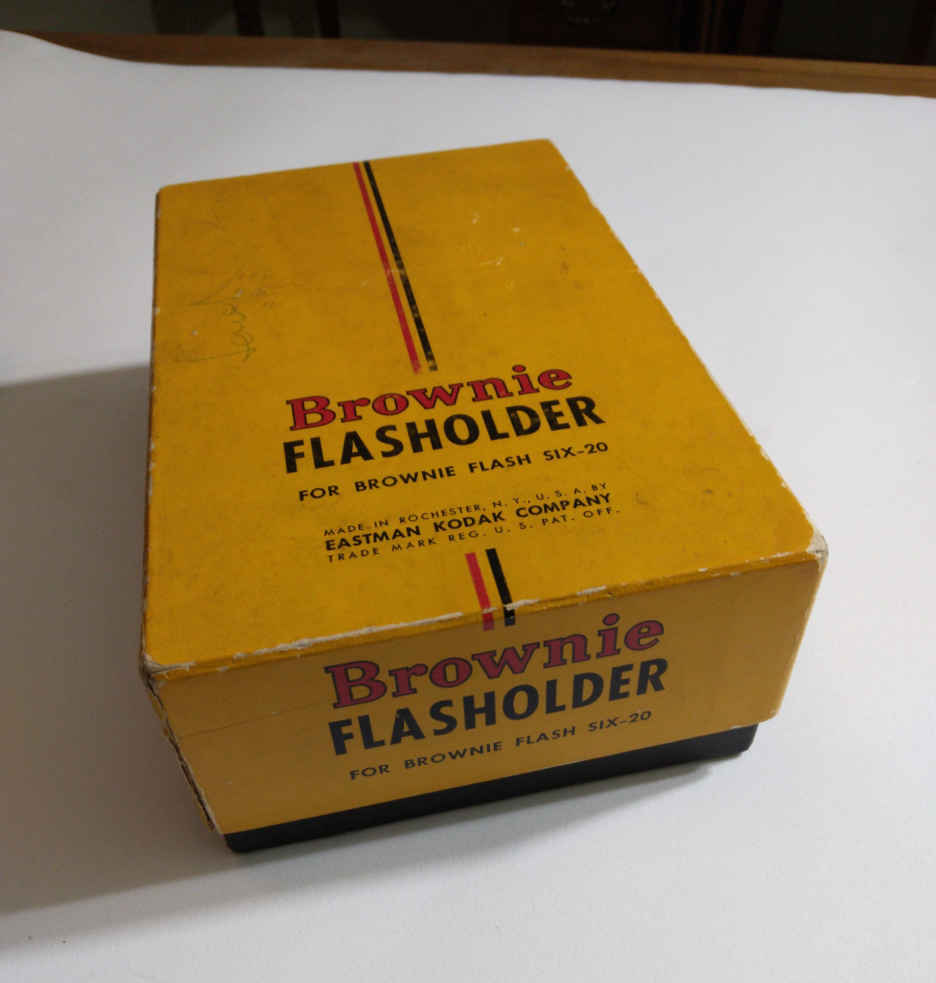 Brownie
FLASHOLDER
FOR BROWNIE FLASH SIX-20
MADE IN ROCHESTER, N. Y., U. S. A. BY
EASTMAN KODAK COMPANY
TRADE MARK REG. U. S. PAT. OFF.
Brownie
FLASHOLDER
FOR BROWNIE FLASH SIX-20